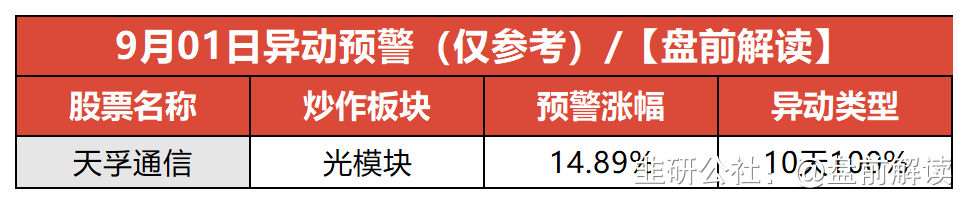 9月01日异动预警（仅参考）/【盘前解读】
股票名称 炒作板块 预警涨幅 异动类型
天孚通信 光模块 14.89% 10天100%
韭研公社：@盘前解读